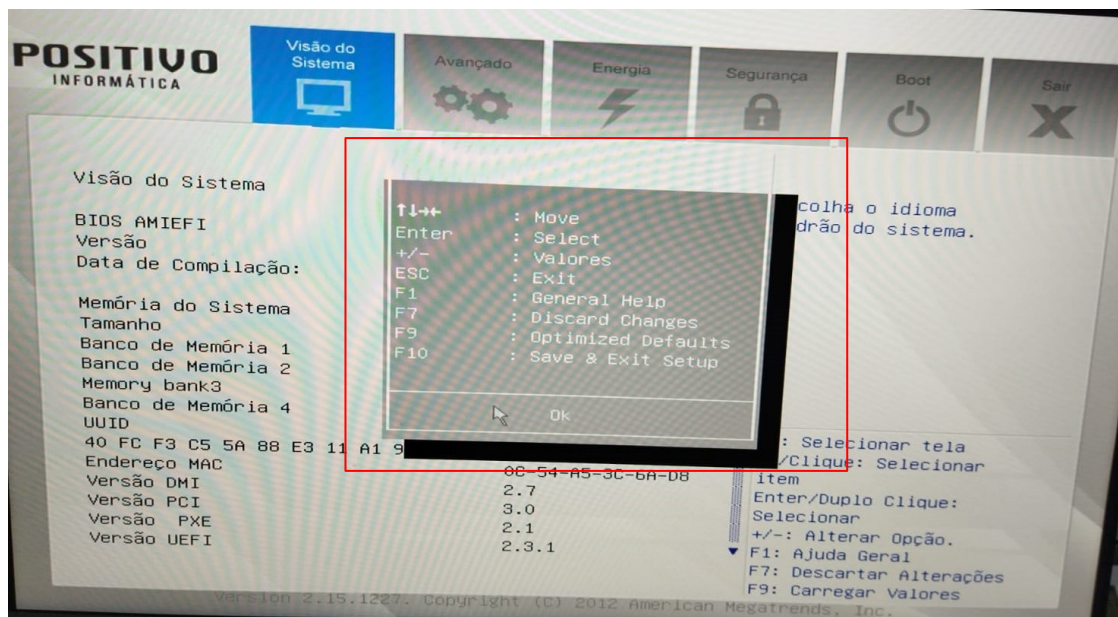 POSITIVO
INFORMÁTICA
Visão do
Sistema
Avançado
Energia
Segurança
Boot
Sair
Visão do Sistema
BIOS AMIEFI
Versão
Data de Compilação:
Memória do Sistema
Tamanho
Banco de Memória 1
Banco de Memória 2
Memory bank3
Banco de Memória 4
UUID
40 FC F3 C5 5A 88 E3 11 A1 9
Endereço MAC 8C-54-A5-3C-6A-D8
Versão DMI 2.7
Versão PCI 3.0
Versão PXE 2.1
Versão UEFI 2.3.1
↑↓→← : Move
Enter : Select
+/- : Valores
ESC : Exit
F1 : General Help
F7 : Discard Changes
F9 : Optimized Defaults
F10 : Save & Exit Setup
Ok
colha o idioma
drão do sistema.
: Selecionar tela
/Clique: Selecionar
item
Enter/Duplo Clique:
Selecionar
+/-: Alterar Opção.
F1: Ajuda Geral
F7: Descartar Alterações
F9: Carregar Valores
Version 2.15.1227. Copyright (C) 2012 American Megatrends, Inc.